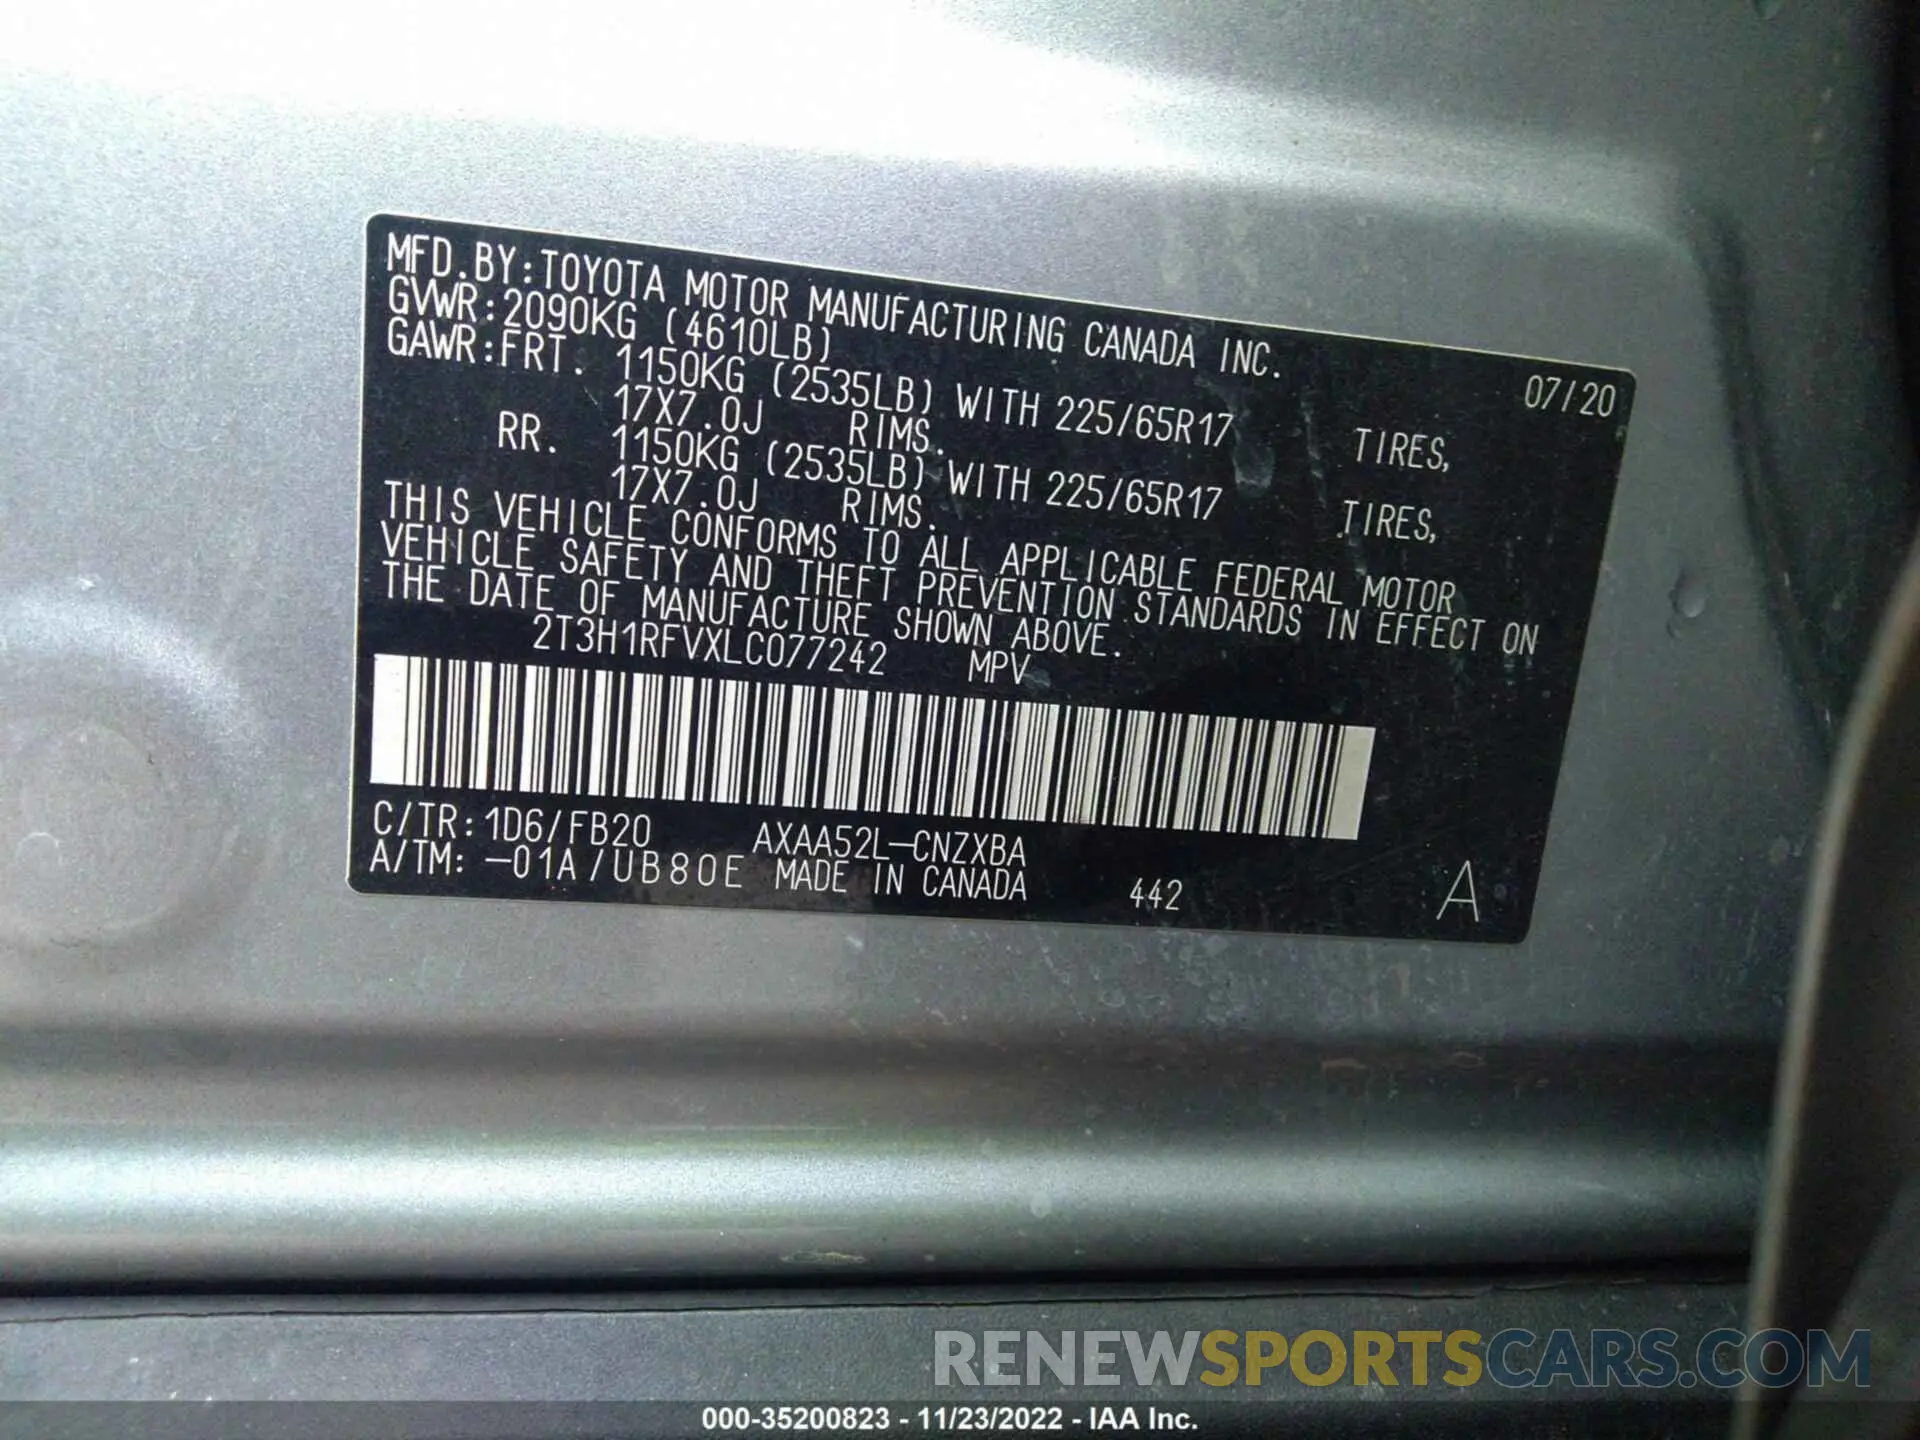 MFD.BY:TOYOTA MOTOR MANUFACTURING CANADA INC.
GVWR:2090KG (4610LB) 07/20
GAWR:FRT. 1150KG (2535LB) WITH 225/65R17 TIRES,
17X7.0J RIMS.
RR. 1150KG (2535LB) WITH 225/65R17 TIRES,
17X7.0J RIMS.
THIS VEHICLE CONFORMS TO ALL APPLICABLE FEDERAL MOTOR
VEHICLE SAFETY AND THEFT PREVENTION STANDARDS IN EFFECT ON
THE DATE OF MANUFACTURE SHOWN ABOVE.
2T3H1RFVXLC077242 MPV
C/TR:1D6/FB20 AXAA52L-CNZXBA
A/TM:-01A/UB80E MADE IN CANADA 442 A
RENEWSPORTSCARS.COM
000-35200823 - 11/23/2022 - IAA Inc.